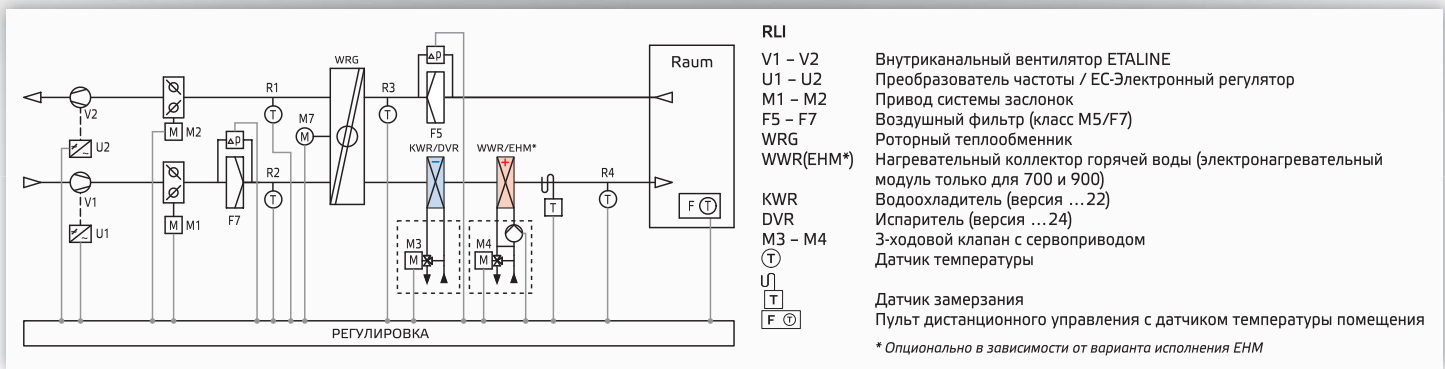 WRG
Δp
Raum
V2
M
M2
R1
T
M7
M
R3
T
F5
U2
Δp
KWR/DVR
WWR/EHM*
V1
F7
R2
T
T
R4
T
F T
U1
M
M1
M3
M
M4
M
РЕГУЛИРОВКА
RLI
V1 – V2 Внутриканальный вентилятор ETALINE
U1 – U2 Преобразователь частоты / ЕС-Электронный регулятор
M1 – M2 Привод системы заслонок
F5 – F7 Воздушный фильтр (класс M5/F7)
WRG Роторный теплообменник
WWR(EHM*) Нагревательный коллектор горячей воды (электронагревательный
модуль только для 700 и 900)
KWR Водоохладитель (версия …22)
DVR Испаритель (версия …24)
M3 – M4 3-ходовой клапан с сервоприводом
T Датчик температуры
T Датчик замерзания
F T Пульт дистанционного управления с датчиком температуры помещения
* Опционально в зависимости от варианта исполнения EHM